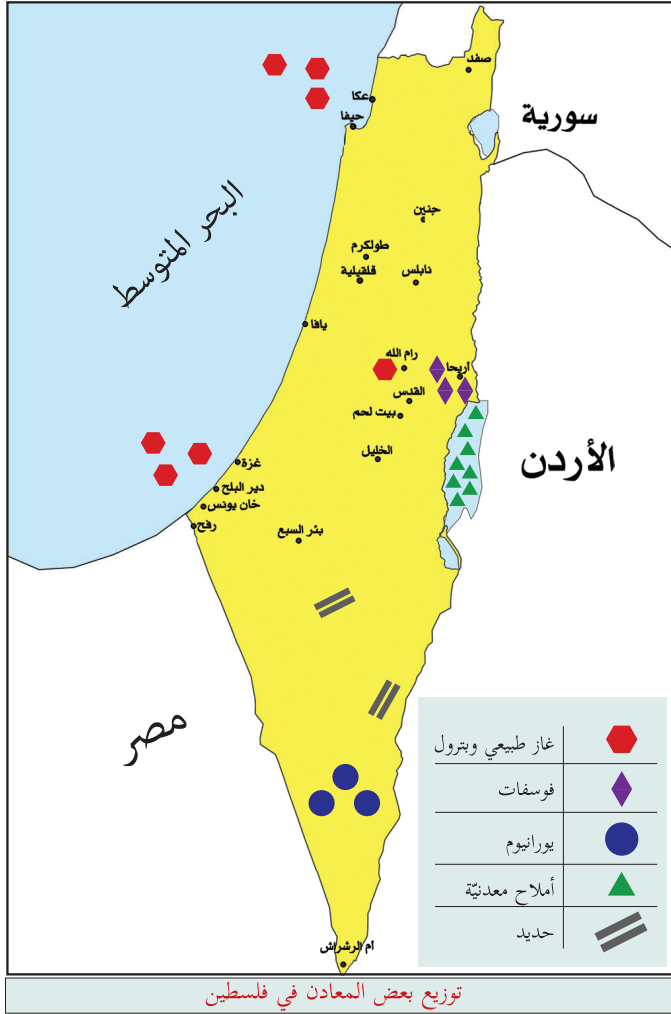 صفد
عكا
حيفا
سورية
البحر المتوسط
جنين
طولكرم
قلقيلية
نابلس
يافا
رام الله
أريحا
القدس
بيت لحم
الأردن
الخليل
غزة
دير البلح
خان يونس
رفح
بئر السبع
مصر
غاز طبيعي وبترول
فوسفات
يورانيوم
أملاح معدنيّة
حديد
أم الرشراش
توزيع بعض المعادن في فلسطين